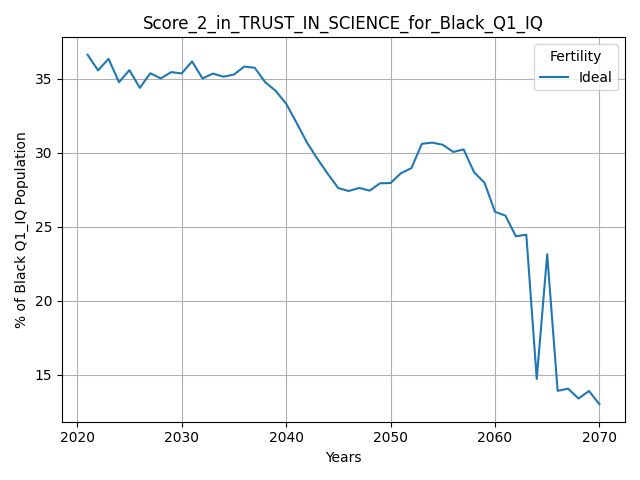 Score_2_in_TRUST_IN_SCIENCE_for_Black_Q1_IQ
Fertility
Ideal
% of Black Q1_IQ Population
35
30
25
20
15
2020 2030 2040 2050 2060 2070
Years